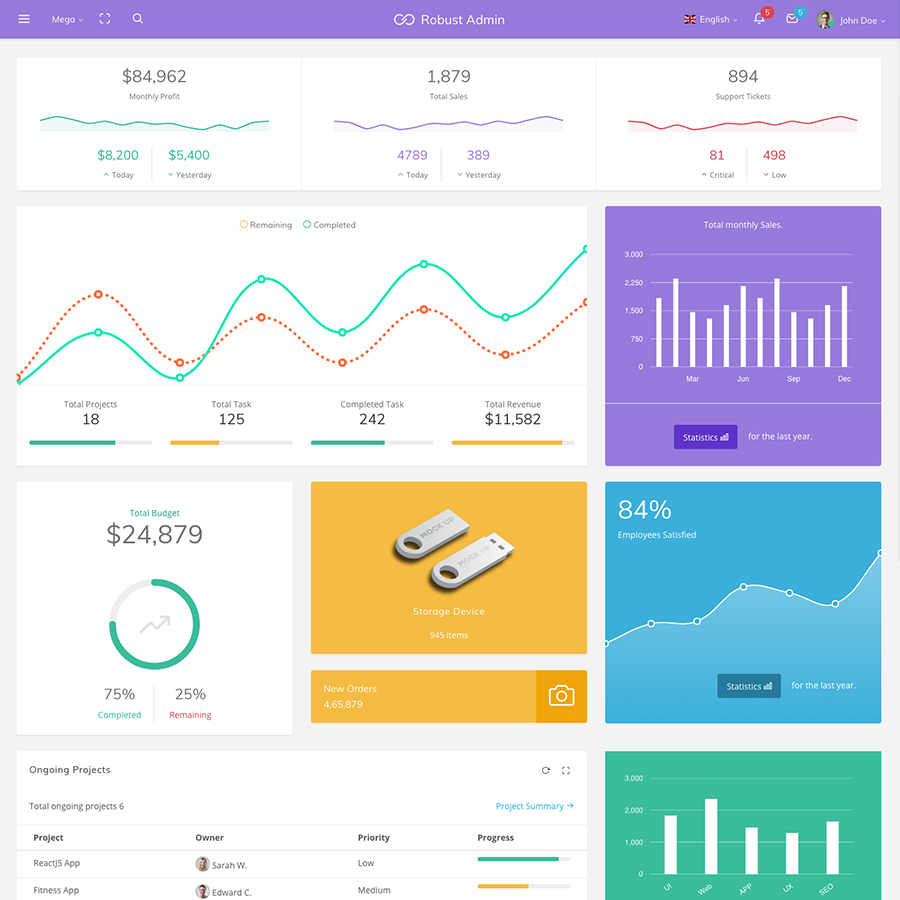 Mega
Robust Admin
English
5
5
John Doe
$84,962
Monthly Profit
$8,200
Today
$5,400
Yesterday
1,879
Total Sales
4789
Today
389
Yesterday
894
Support Tickets
81
Critical
498
Low
Remaining Completed
Total Projects
18
Total Task
125
Completed Task
242
Total Revenue
$11,582
Total monthly Sales.
3,000
2,250
1,500
750
0
Mar Jun Sep Dec
Statistics for the last year.
Total Budget
$24,879
75%
Completed
25%
Remaining
MOCK UP
MOCK UP
Storage Device
945 items
New Orders
4,65,879
84%
Employees Satisfied
Statistics for the last year.
Ongoing Projects
Total ongoing projects 6
Project Summary
Project Owner Priority Progress
ReactJS App Sarah W. Low
Fitness App Edward C. Medium
3,000
2,000
1,000
0
UI Web APP UX SEO